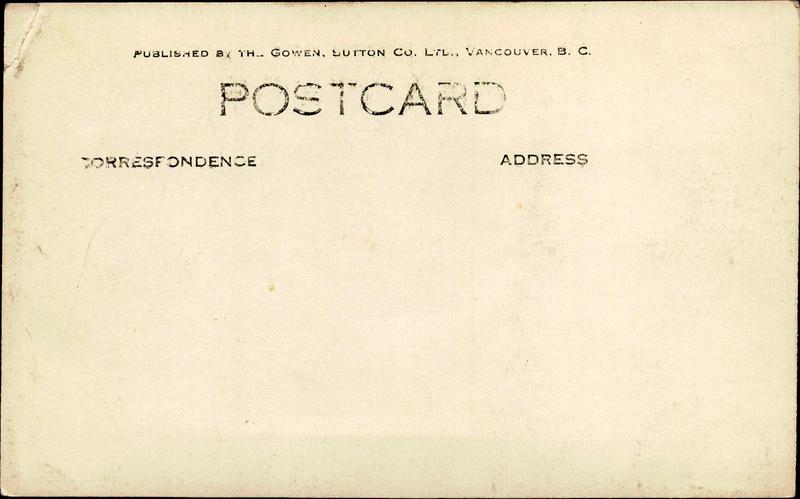 PUBLISHED BY THE GOWEN, SUTTON CO. LTD., VANCOUVER, B. C.
POSTCARD
CORRESPONDENCE
ADDRESS